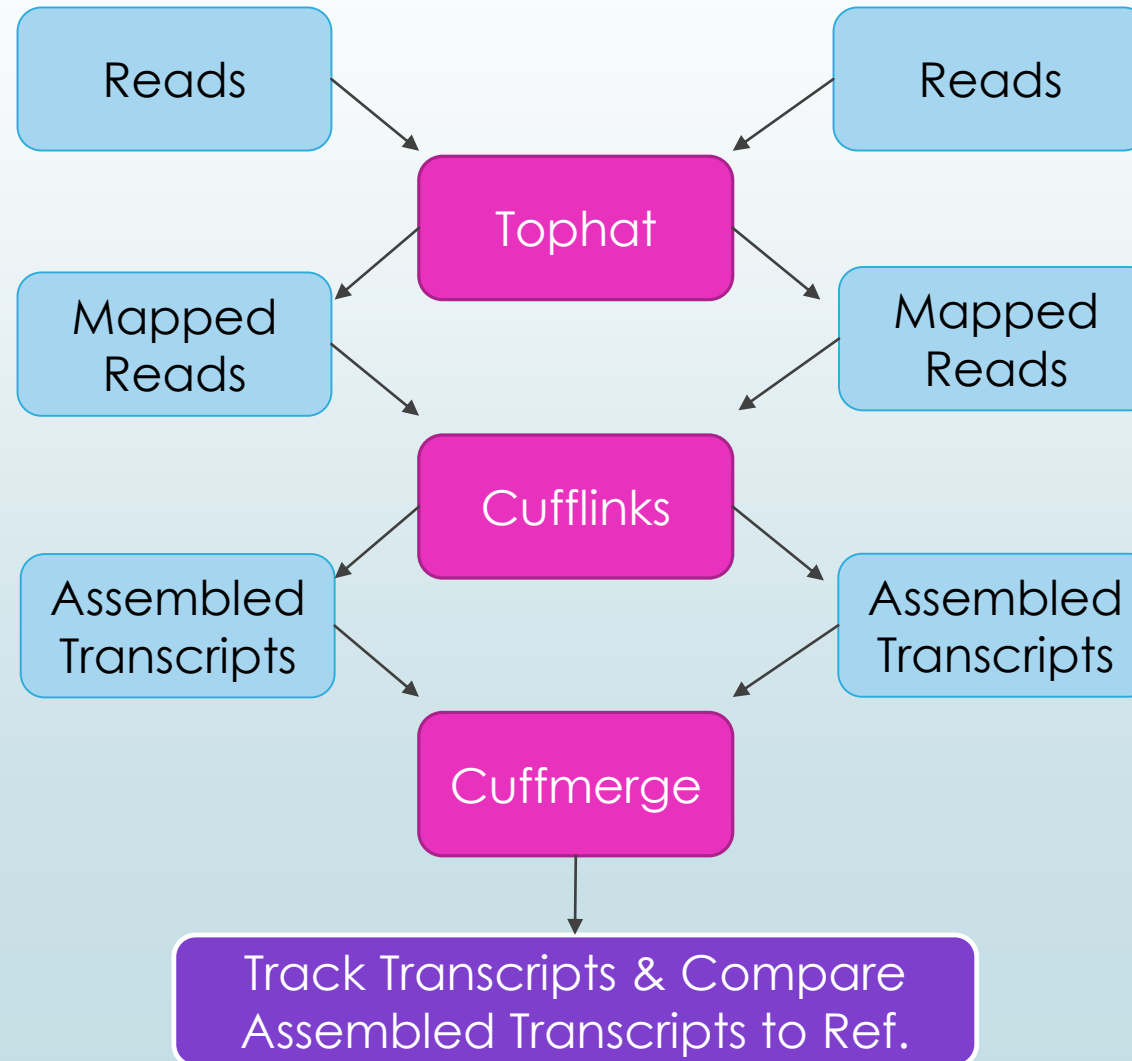 Reads
Reads
Tophat
Mapped
Reads
Mapped
Reads
Cufflinks
Assembled
Transcripts
Assembled
Transcripts
Cuffmerge
Track Transcripts & Compare
Assembled Transcripts to Ref.